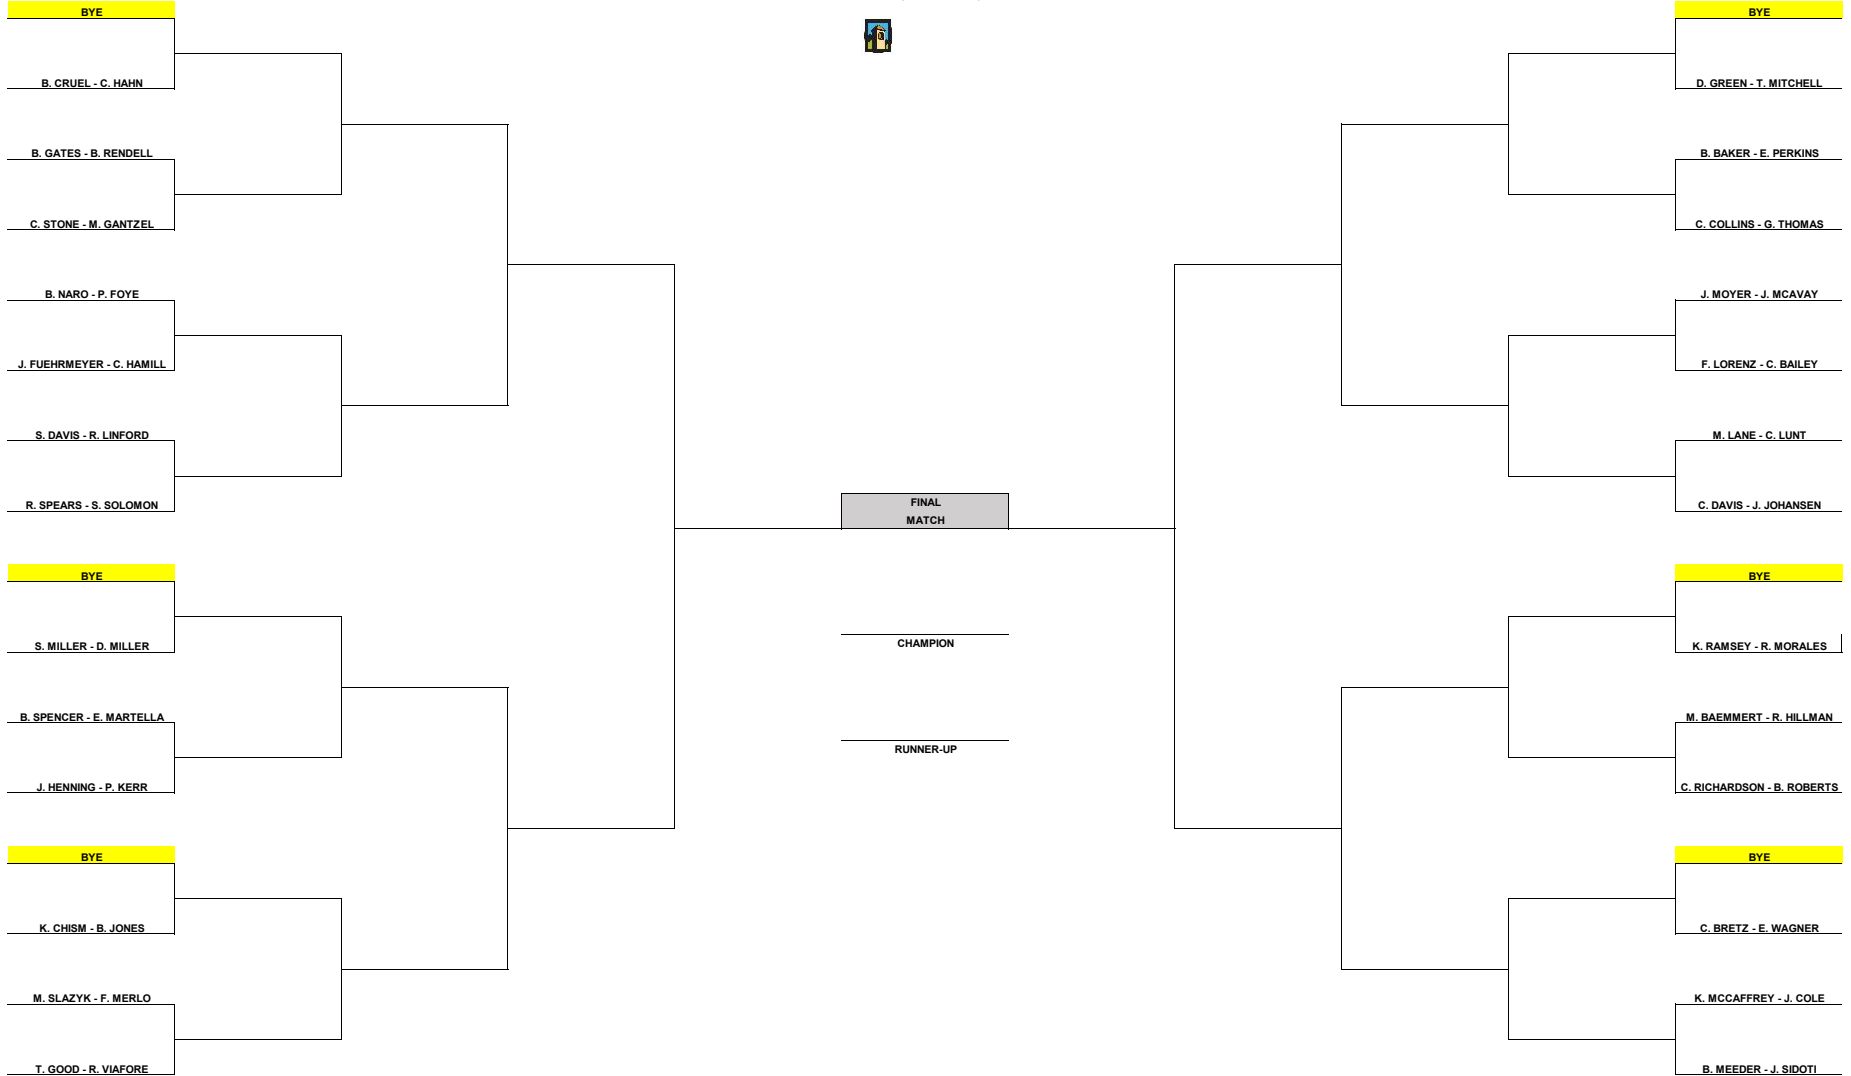 BYE
B. CRUEL - C. HAHN
B. GATES - B. RENDELL
C. STONE - M. GANTZEL
B. NARO - P. FOYE
J. FUEHRMEYER - C. HAMILL
S. DAVIS - R. LINFORD
R. SPEARS - S. SOLOMON
BYE
S. MILLER - D. MILLER
B. SPENCER - E. MARTELLA
J. HENNING - P. KERR
BYE
K. CHISM - B. JONES
M. SLAZYK - F. MERLO
T. GOOD - R. VIAFORE
FINAL
MATCH
CHAMPION
RUNNER-UP
BYE
D. GREEN - T. MITCHELL
B. BAKER - E. PERKINS
C. COLLINS - G. THOMAS
J. MOYER - J. MCAVAY
F. LORENZ - C. BAILEY
M. LANE - C. LUNT
C. DAVIS - J. JOHANSEN
BYE
K. RAMSEY - R. MORALES
M. BAEMMERT - R. HILLMAN
C. RICHARDSON - B. ROBERTS
BYE
C. BRETZ - E. WAGNER
K. MCCAFFREY - J. COLE
B. MEEDER - J. SIDOTI